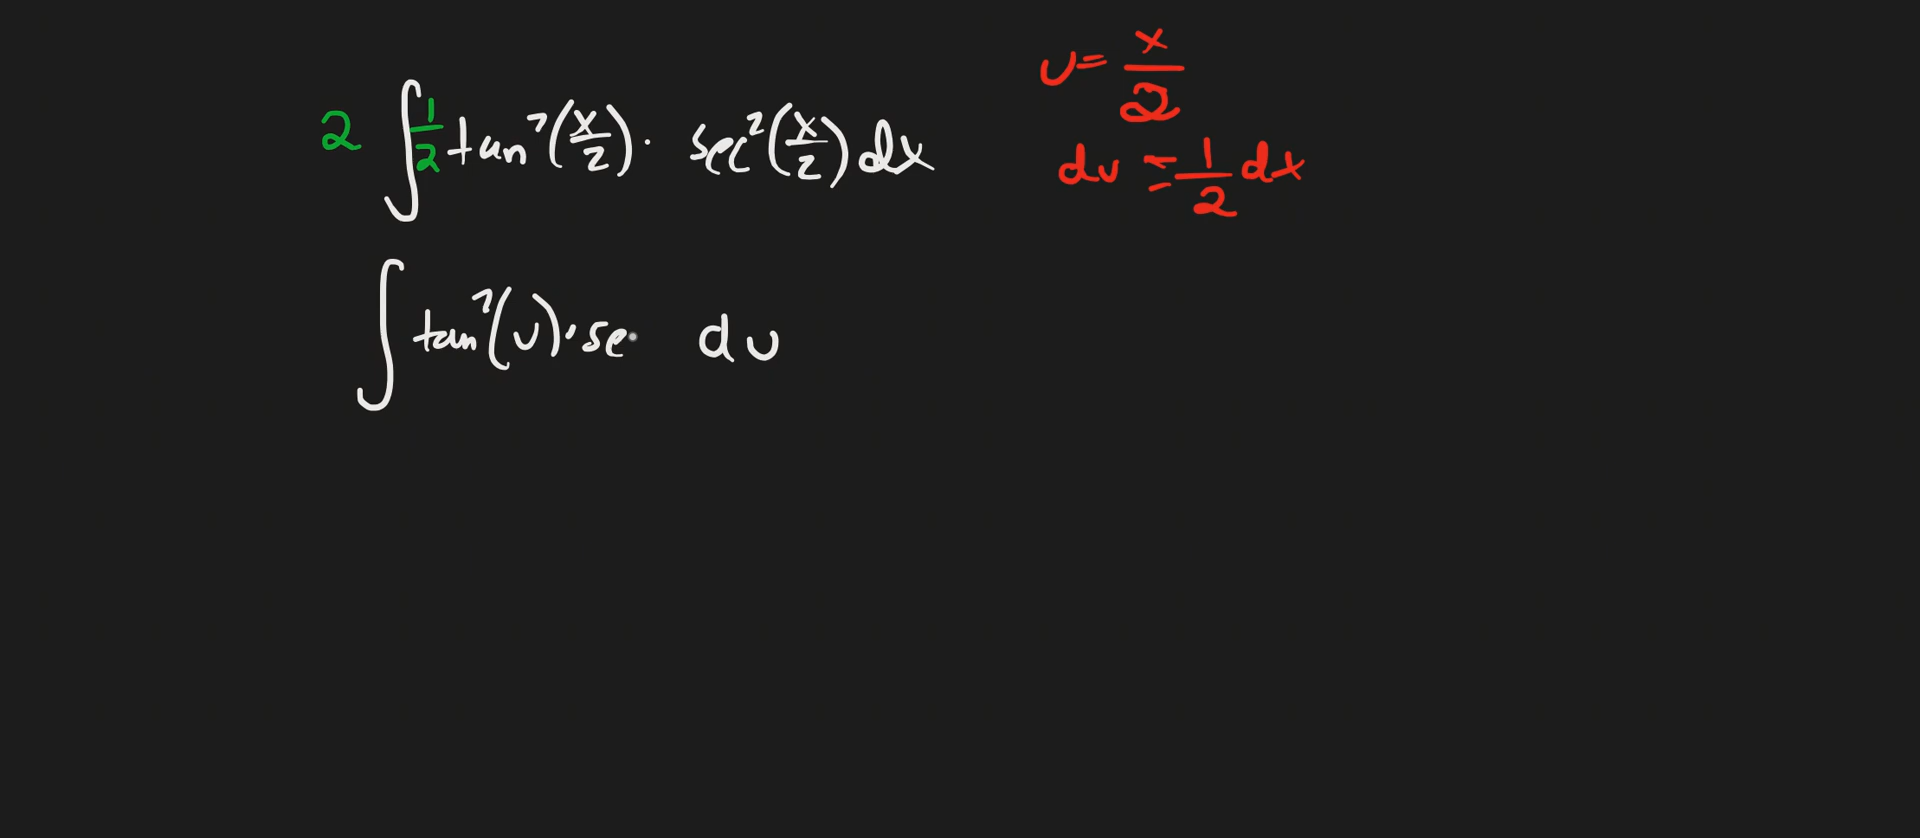 2 ∫ 1/2 tan⁷(x/2) · sec²(x/2) dx
u = x/2
du = 1/2 dx
∫ tan⁷(u) · se du